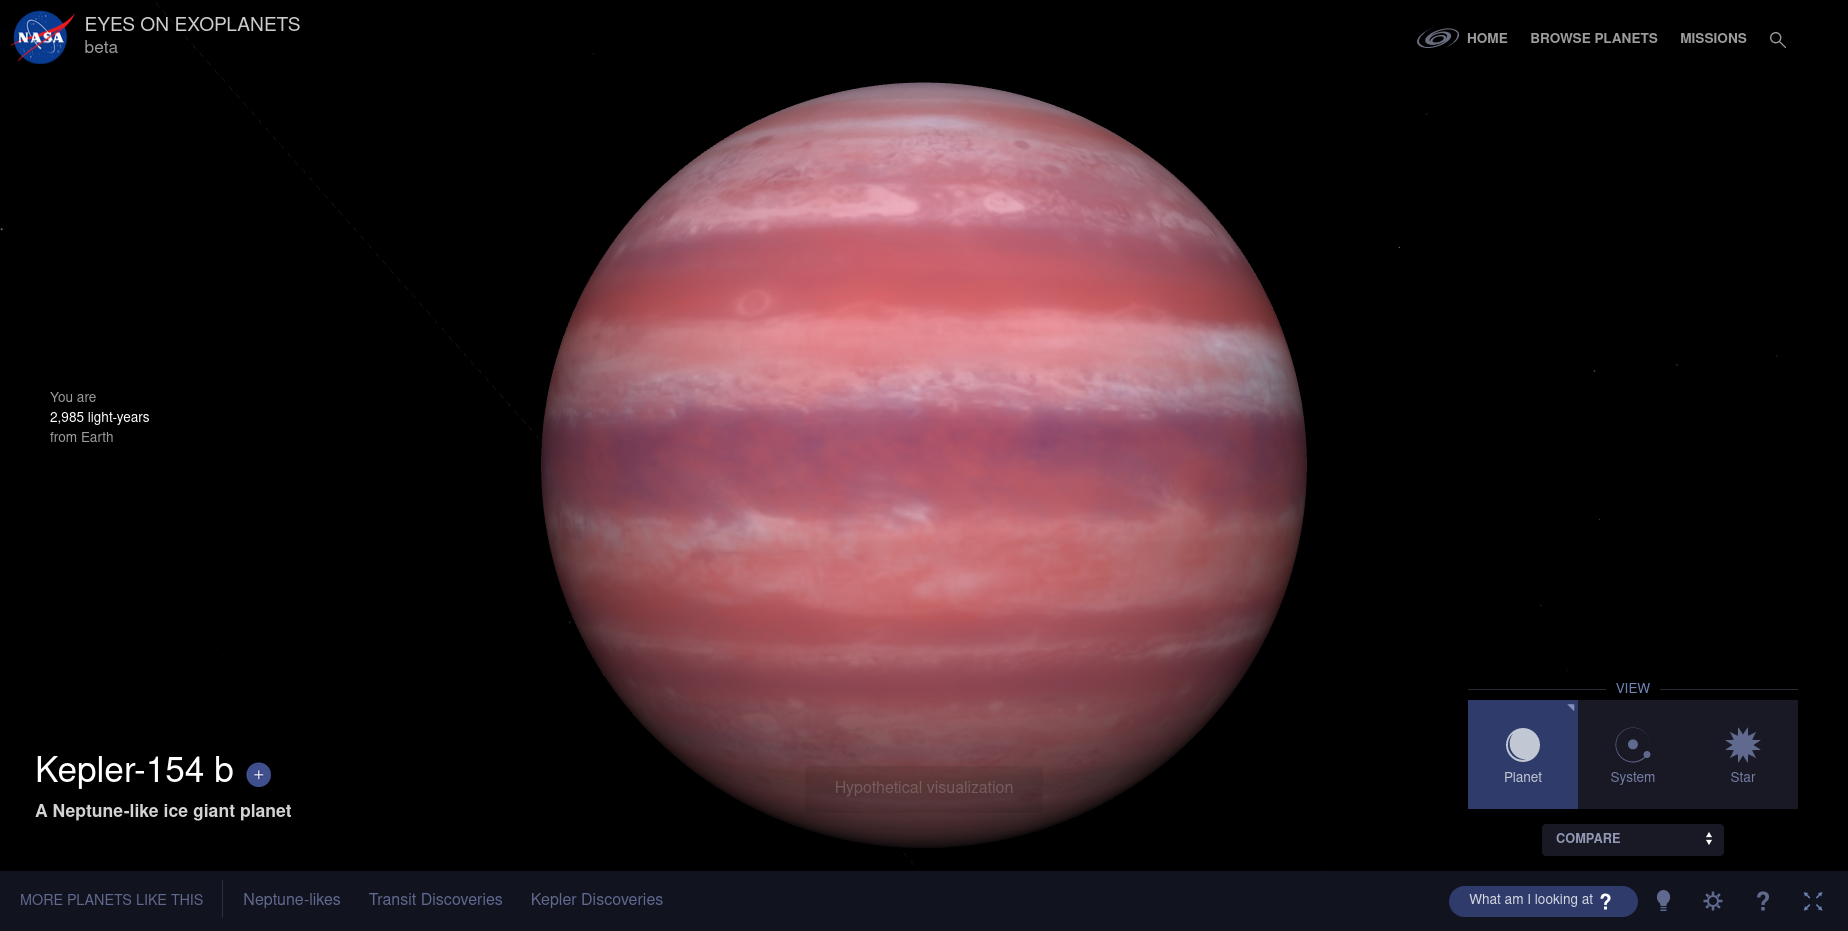 NASA
EYES ON EXOPLANETS
beta
HOME
BROWSE PLANETS
MISSIONS
You are
2,985 light-years
from Earth
Kepler-154 b +
A Neptune-like ice giant planet
Hypothetical visualization
VIEW
Planet
System
Star
COMPARE
MORE PLANETS LIKE THIS
Neptune-likes
Transit Discoveries
Kepler Discoveries
What am I looking at ?
?